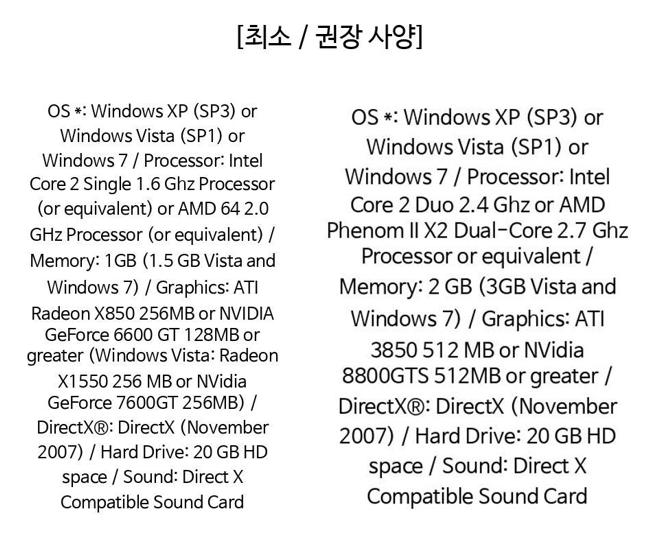 [최소 / 권장 사양]
OS *: Windows XP (SP3) or
Windows Vista (SP1) or
Windows 7 / Processor: Intel
Core 2 Single 1.6 Ghz Processor
(or equivalent) or AMD 64 2.0
GHz Processor (or equivalent) /
Memory: 1GB (1.5 GB Vista and
Windows 7) / Graphics: ATI
Radeon X850 256MB or NVIDIA
GeForce 6600 GT 128MB or
greater (Windows Vista: Radeon
X1550 256 MB or NVidia
GeForce 7600GT 256MB) /
DirectX®: DirectX (November
2007) / Hard Drive: 20 GB HD
space / Sound: Direct X
Compatible Sound Card
OS *: Windows XP (SP3) or
Windows Vista (SP1) or
Windows 7 / Processor: Intel
Core 2 Duo 2.4 Ghz or AMD
Phenom II X2 Dual-Core 2.7 Ghz
Processor or equivalent /
Memory: 2 GB (3GB Vista and
Windows 7) / Graphics: ATI
3850 512 MB or NVidia
8800GTS 512MB or greater /
DirectX®: DirectX (November
2007) / Hard Drive: 20 GB HD
space / Sound: Direct X
Compatible Sound Card